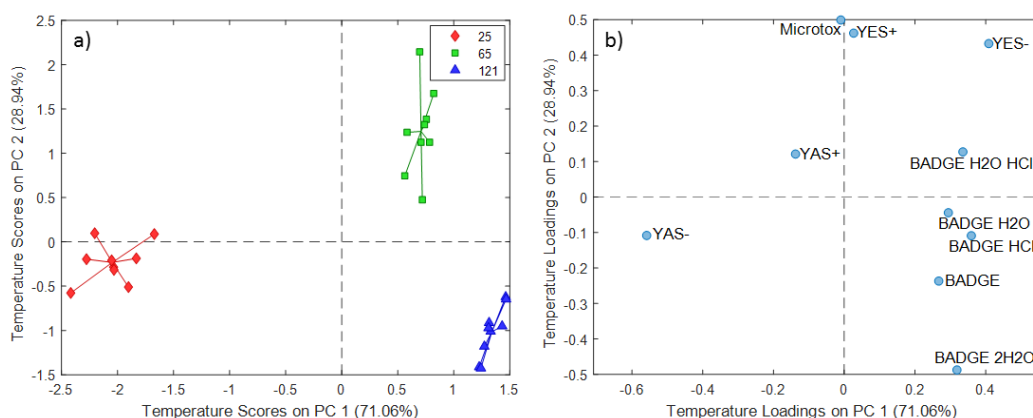 a)
25
65
121
Temperature Scores on PC 2 (28.94%)
2.5
2
1.5
1
0.5
0
-0.5
-1
-1.5
-2.5
-2
-1.5
-1
-0.5
0
0.5
1
1.5
Temperature Scores on PC 1 (71.06%)
b)
Temperature Loadings on PC 2 (28.94%)
0.5
0.4
0.3
0.2
0.1
0
-0.1
-0.2
-0.3
-0.4
-0.5
Microtox
YES+
YES-
YAS+
BADGE H2O HCl
YAS-
BADGE H2O
BADGE HCl
BADGE
BADGE 2H2O
-0.6
-0.4
-0.2
0
0.2
0.4
Temperature Loadings on PC 1 (71.06%)